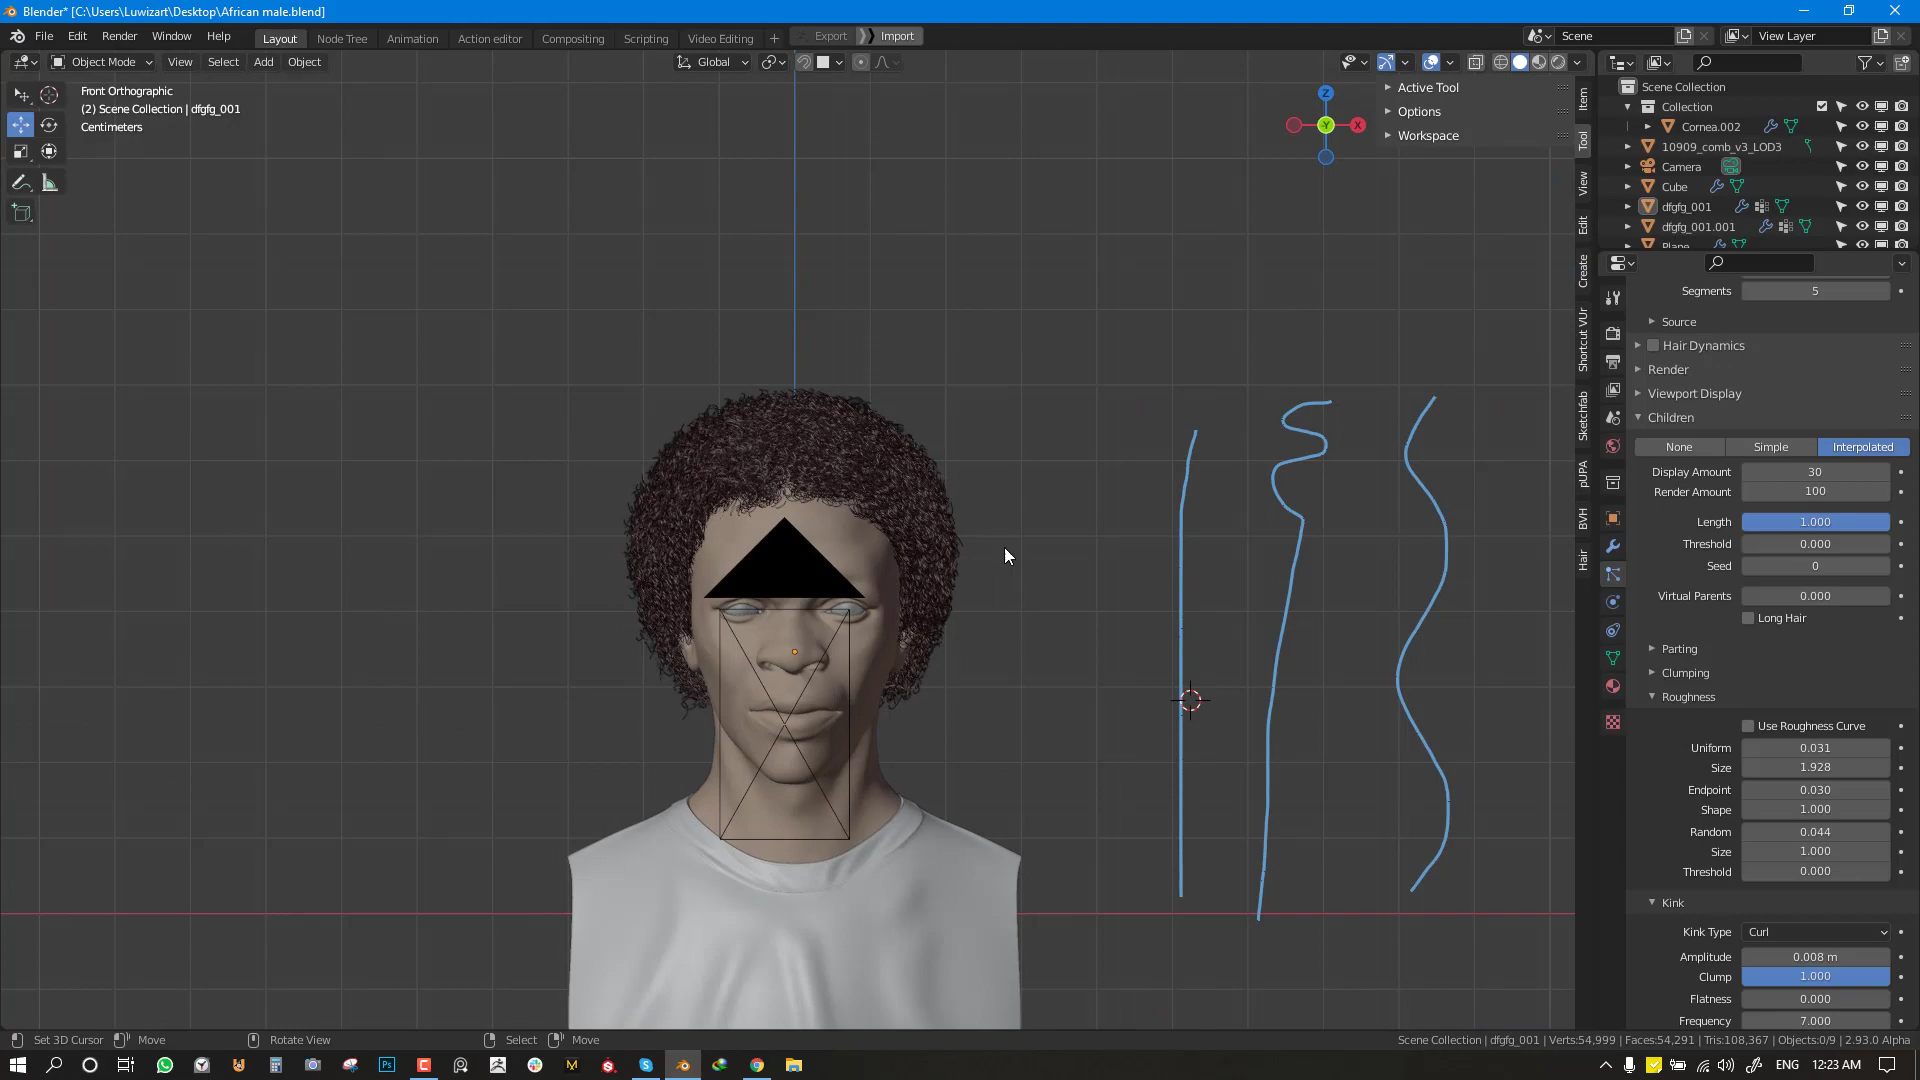 Blender* [C:\Users\Luwizart\Desktop\African male.blend]
File Edit Render Window Help
Layout Node Tree Animation Action editor Compositing Scripting Video Editing +
Export Import
Scene
View Layer
Object Mode View Select Add Object
Global
Front Orthographic
(2) Scene Collection | dfgfg_001
Centimeters
Z
Y
X
Active Tool
Options
Workspace
Item
Tool
View
Edit
Create
Shortcut VUr
Sketchfab
pUPA
BVH
Hair
Scene Collection
Collection
Cornea.002
10909_comb_v3_LOD3
Camera
Cube
dfgfg_001
dfgfg_001.001
Plane
Segments 5
Source
Hair Dynamics
Render
Viewport Display
Children
None Simple Interpolated
Display Amount 30
Render Amount 100
Length 1.000
Threshold 0.000
Seed 0
Virtual Parents 0.000
Long Hair
Parting
Clumping
Roughness
Use Roughness Curve
Uniform 0.031
Size 1.928
Endpoint 0.030
Shape 1.000
Random 0.044
Size 1.000
Threshold 0.000
Kink
Kink Type Curl
Amplitude 0.008 m
Clump 1.000
Flatness 0.000
Frequency 7.000
Set 3D Cursor Move Rotate View Select Move
Scene Collection | dfgfg_001 | Verts:54,999 | Faces:54,291 | Tris:108,367 | Objects:0/9 | 2.93.0 Alpha
ENG 12:23 AM